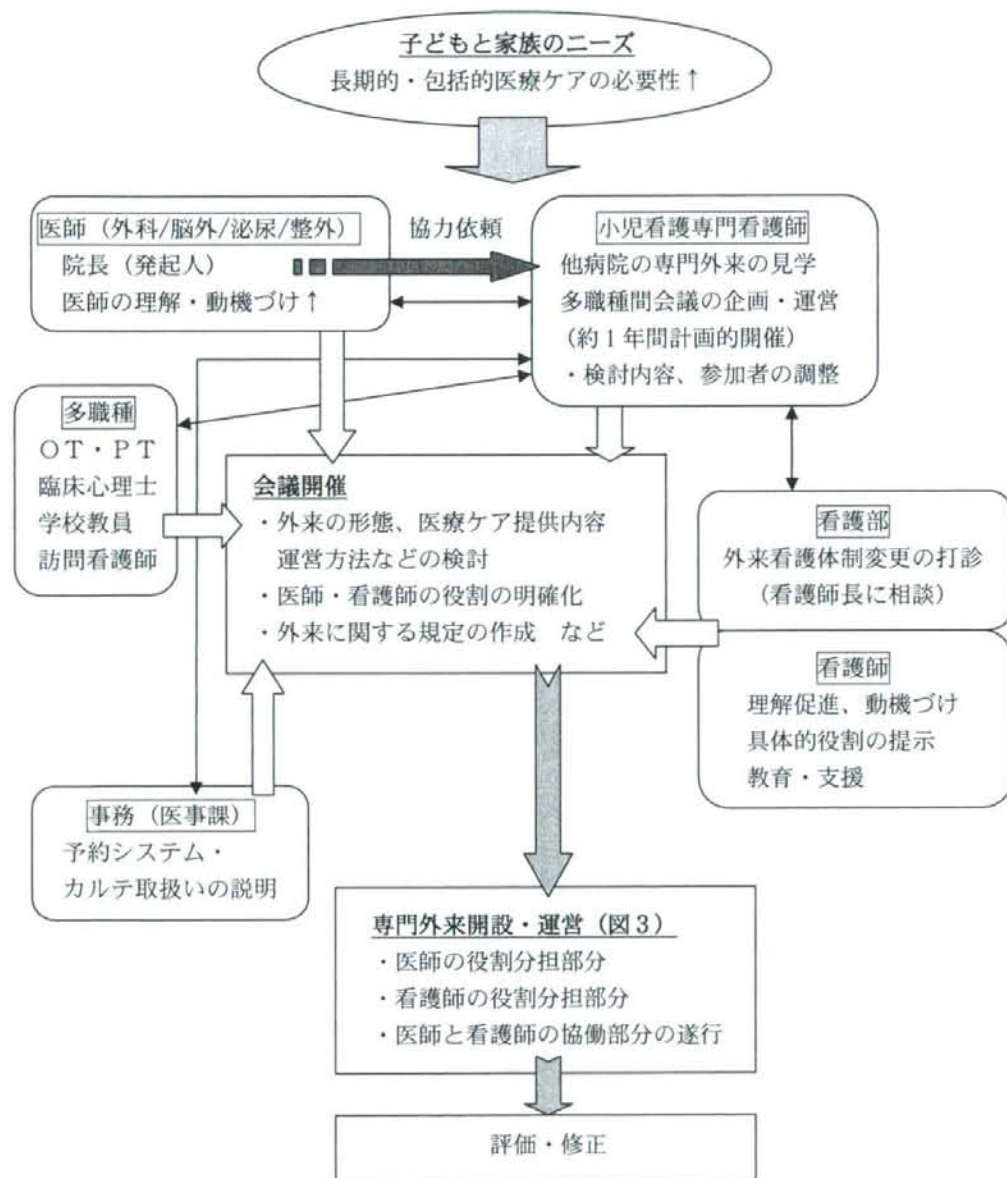 子どもと家族のニーズ
長期的・包括的医療ケアの必要性↑
医師（外科/脳外/泌尿/整外）
院長（発起人）
医師の理解・動機づけ↑
協力依頼
小児看護専門看護師
他病院の専門外来の見学
多職種間会議の企画・運営
（約１年間計画的開催）
・検討内容、参加者の調整
多職種
ＯＴ・ＰＴ
臨床心理士
学校教員
訪問看護師
会議開催
・外来の形態、医療ケア提供内容
運営方法などの検討
・医師・看護師の役割の明確化
・外来に関する規定の作成　など
看護部
外来看護体制変更の打診
（看護師長に相談）
看護師
理解促進、動機づけ
具体的役割の提示
教育・支援
事務（医事課）
予約システム・
カルテ取扱いの説明
専門外来開設・運営（図３）
・医師の役割分担部分
・看護師の役割分担部分
・医師と看護師の協働部分の遂行
評価・修正